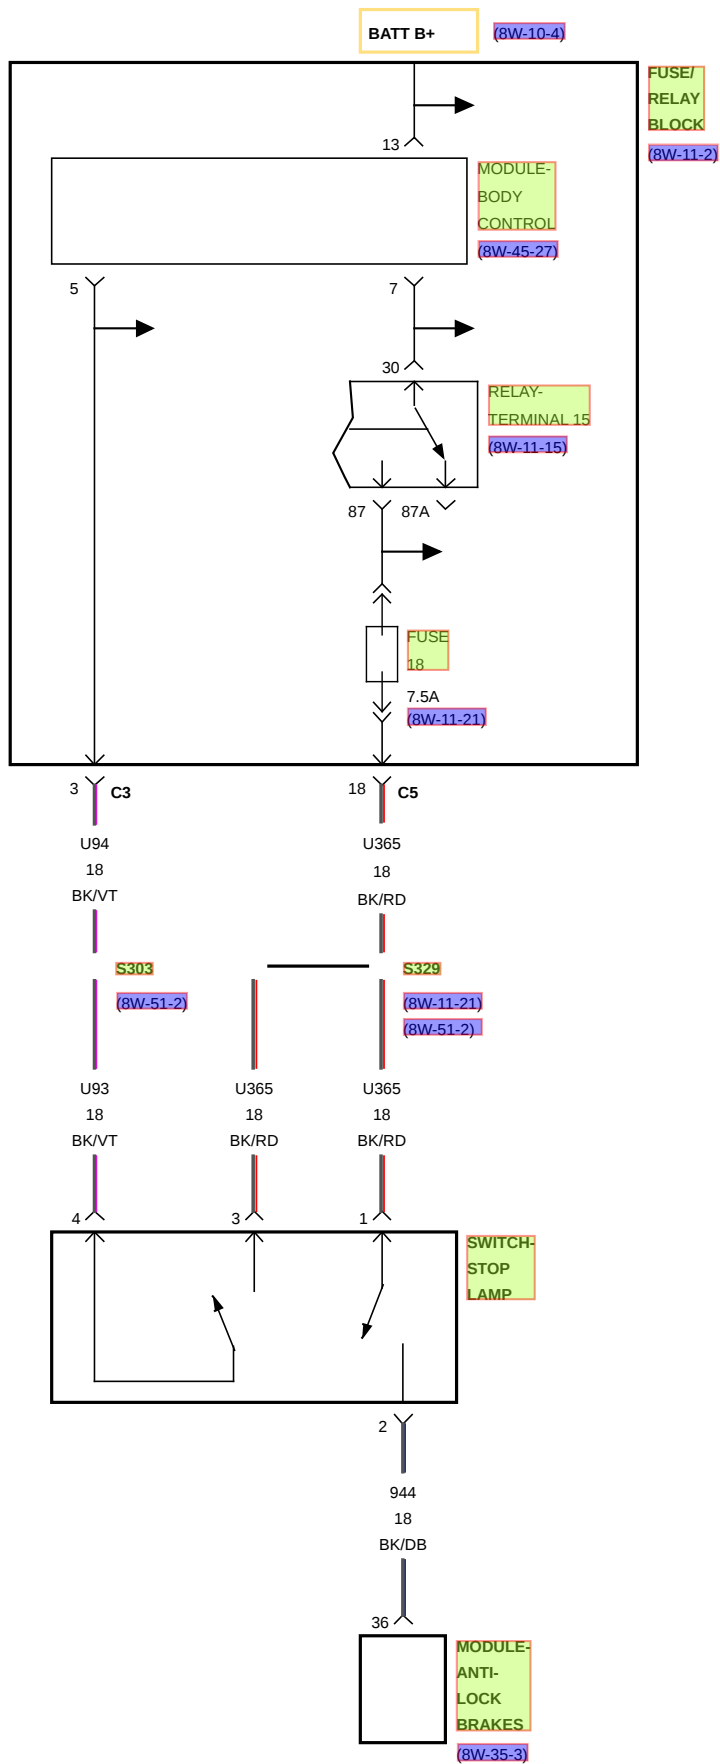 BATT B+
(8W-10-4)
FUSE/
RELAY
BLOCK
(8W-11-2)
13
MODULE-
BODY
CONTROL
(8W-45-27)
5
7
30
RELAY-
TERMINAL 15
(8W-11-15)
87
87A
FUSE
18
7.5A
(8W-11-21)
3
C3
18
C5
U94
18
BK/VT
U365
18
BK/RD
S303
(8W-51-2)
S329
(8W-11-21)
(8W-51-2)
U93
18
BK/VT
U365
18
BK/RD
U365
18
BK/RD
4
3
1
SWITCH-
STOP
LAMP
2
944
18
BK/DB
36
MODULE-
ANTI-
LOCK
BRAKES
(8W-35-3)